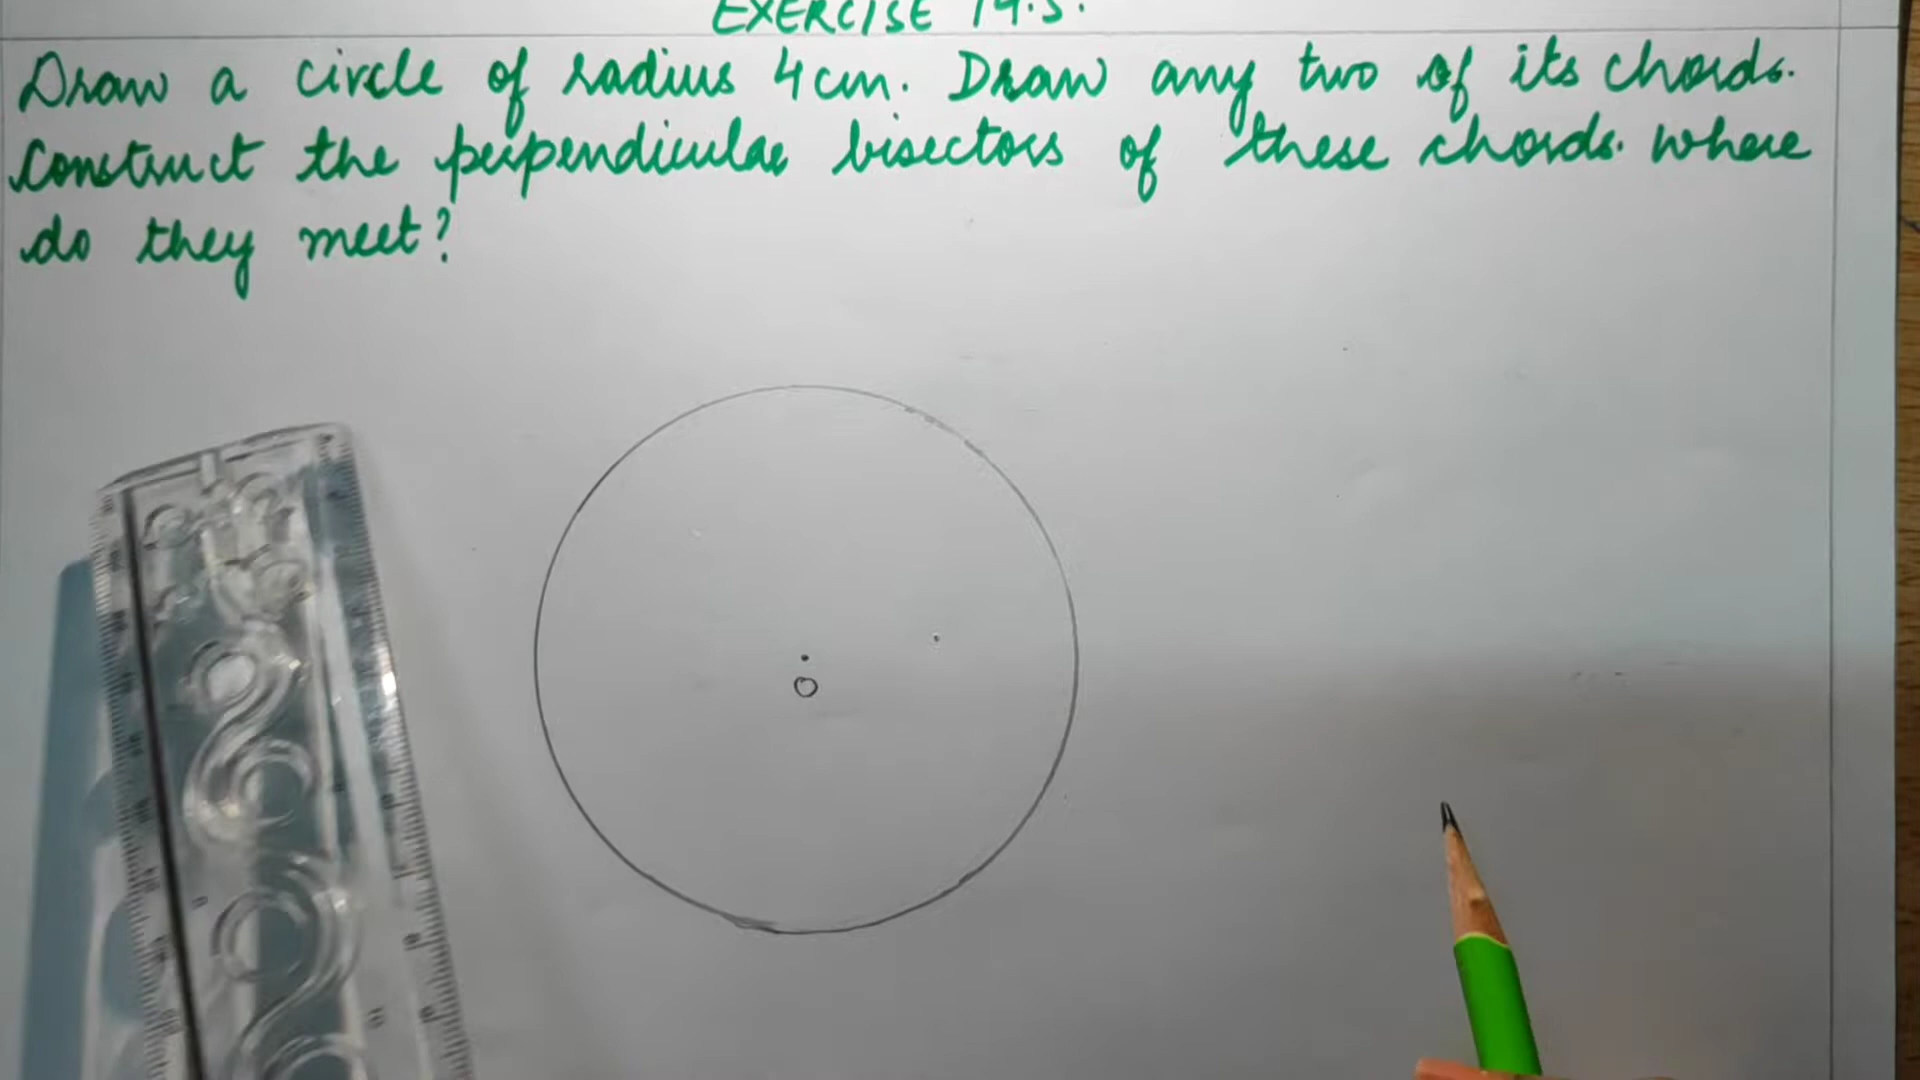 EXERCISE 14.5.
Draw a circle of radius 4cm. Draw any two of its chords.
Construct the perpendicular bisectors of these chords. Where
do they meet?
O